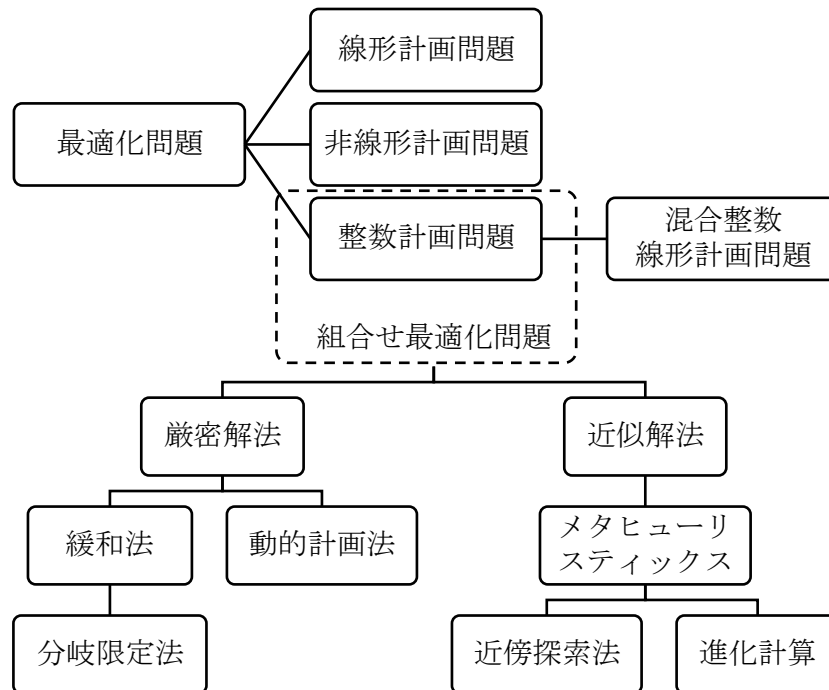 線形計画問題
最適化問題
非線形計画問題
整数計画問題
混合整数
線形計画問題
組合せ最適化問題
厳密解法
近似解法
緩和法
動的計画法
メタヒューリ
スティックス
分岐限定法
近傍探索法
進化計算